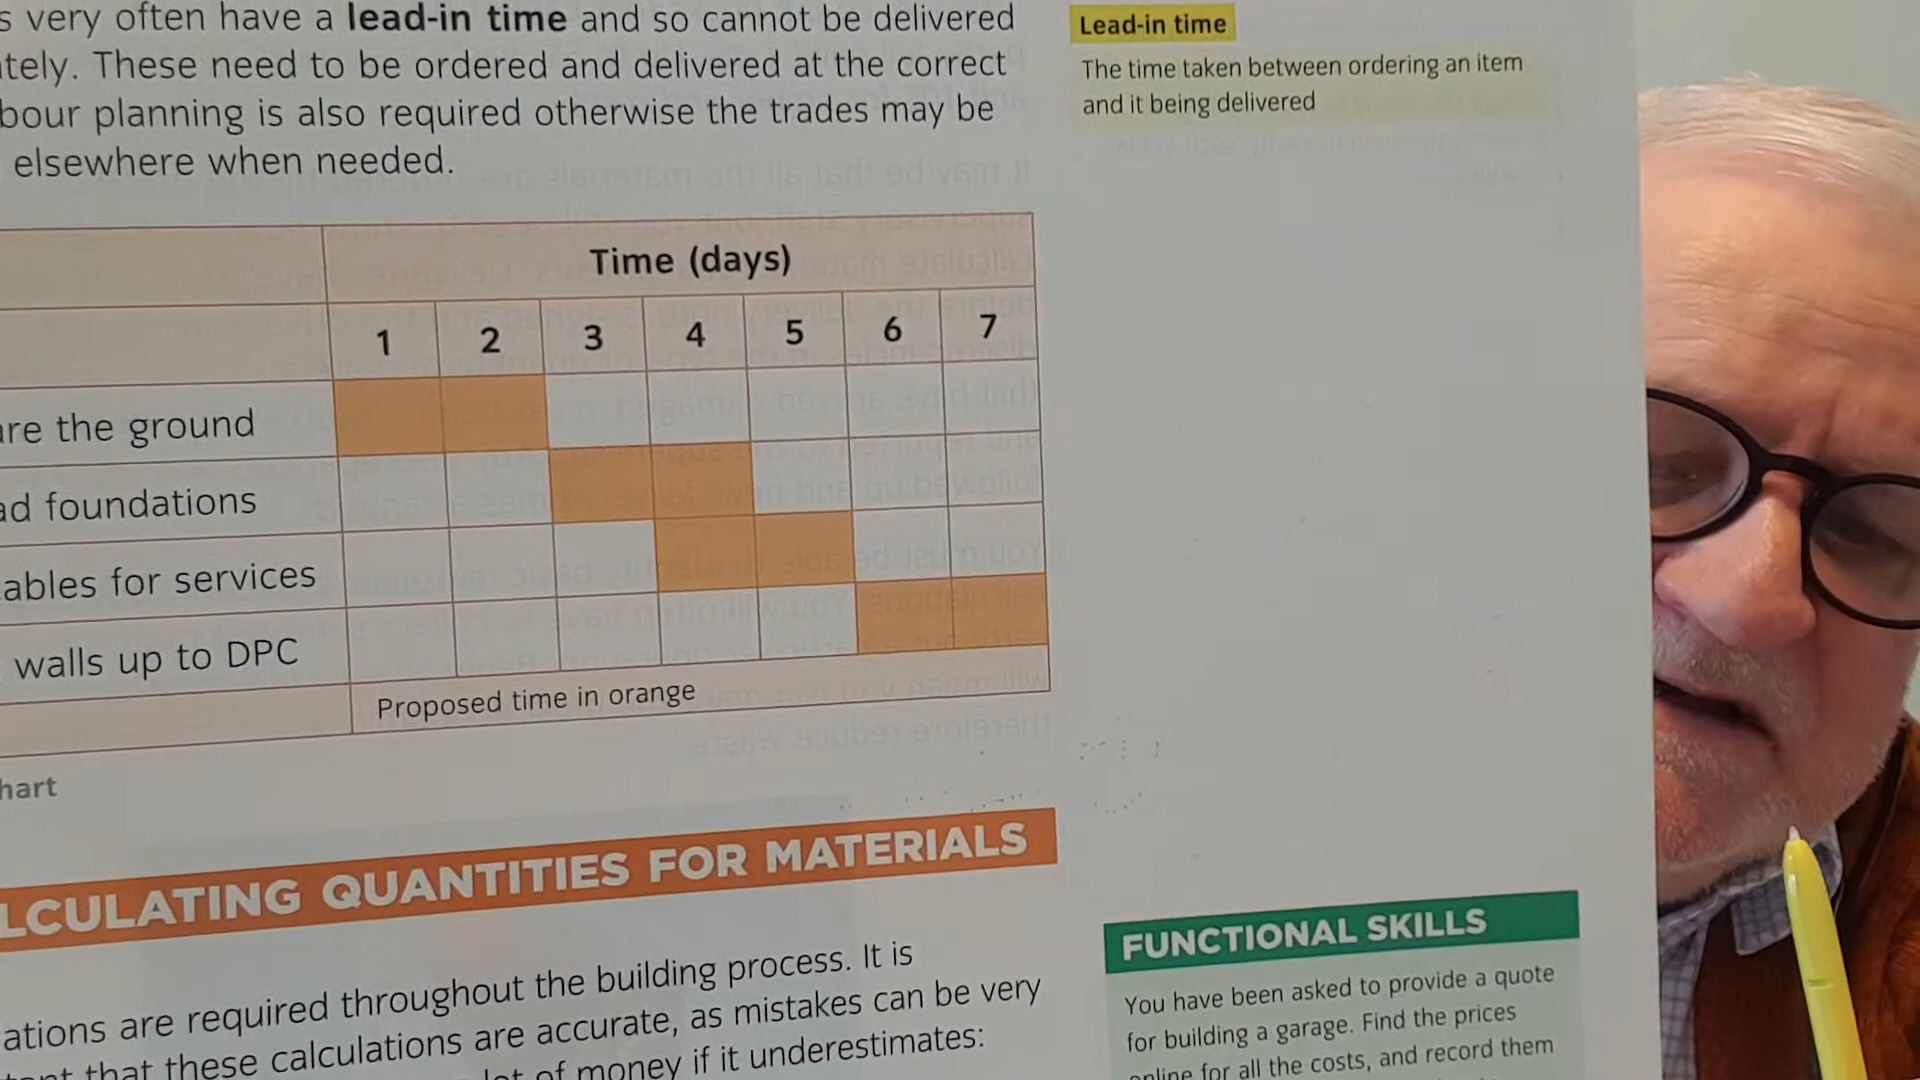 s very often have a lead-in time and so cannot be delivered
tely. These need to be ordered and delivered at the correct
bour planning is also required otherwise the trades may be
elsewhere when needed.
Lead-in time
The time taken between ordering an item
and it being delivered
Time (days)
1 2 3 4 5 6 7
are the ground
ad foundations
ables for services
walls up to DPC
Proposed time in orange
hart
LCULATING QUANTITIES FOR MATERIALS
ations are required throughout the building process. It is
tant that these calculations are accurate, as mistakes can be very
lot of money if it underestimates:
FUNCTIONAL SKILLS
You have been asked to provide a quote
for building a garage. Find the prices
online for all the costs, and record them